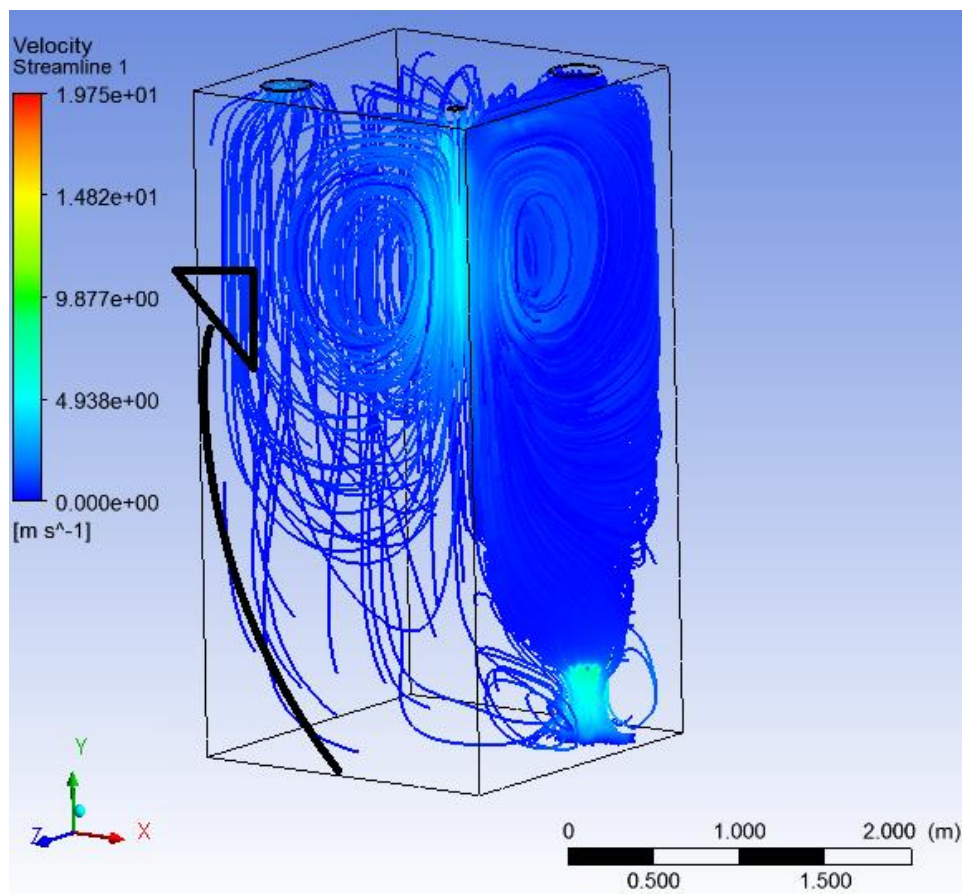 Velocity
Streamline 1
1.975e+01
1.482e+01
9.877e+00
4.938e+00
0.000e+00
[m s^-1]
Y
Z
X
0 1.000 2.000 (m)
0.500 1.500